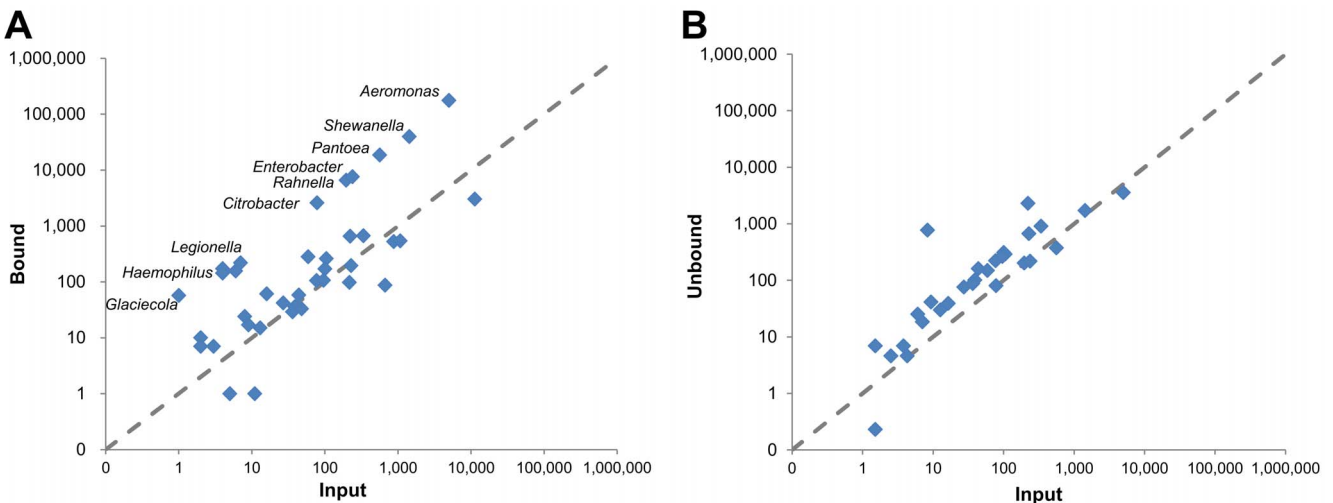 A
B
1,000,000
100,000
10,000
1,000
100
10
1
0
Bound
Aeromonas
Shewanella
Pantoea
Enterobacter
Rahnella
Citrobacter
Legionella
Haemophilus
Glaciecola
0
1
10
100
1,000
10,000
100,000
1,000,000
Input
1,000,000
100,000
10,000
1,000
100
10
1
0
Unbound
0
1
10
100
1,000
10,000
100,000
1,000,000
Input